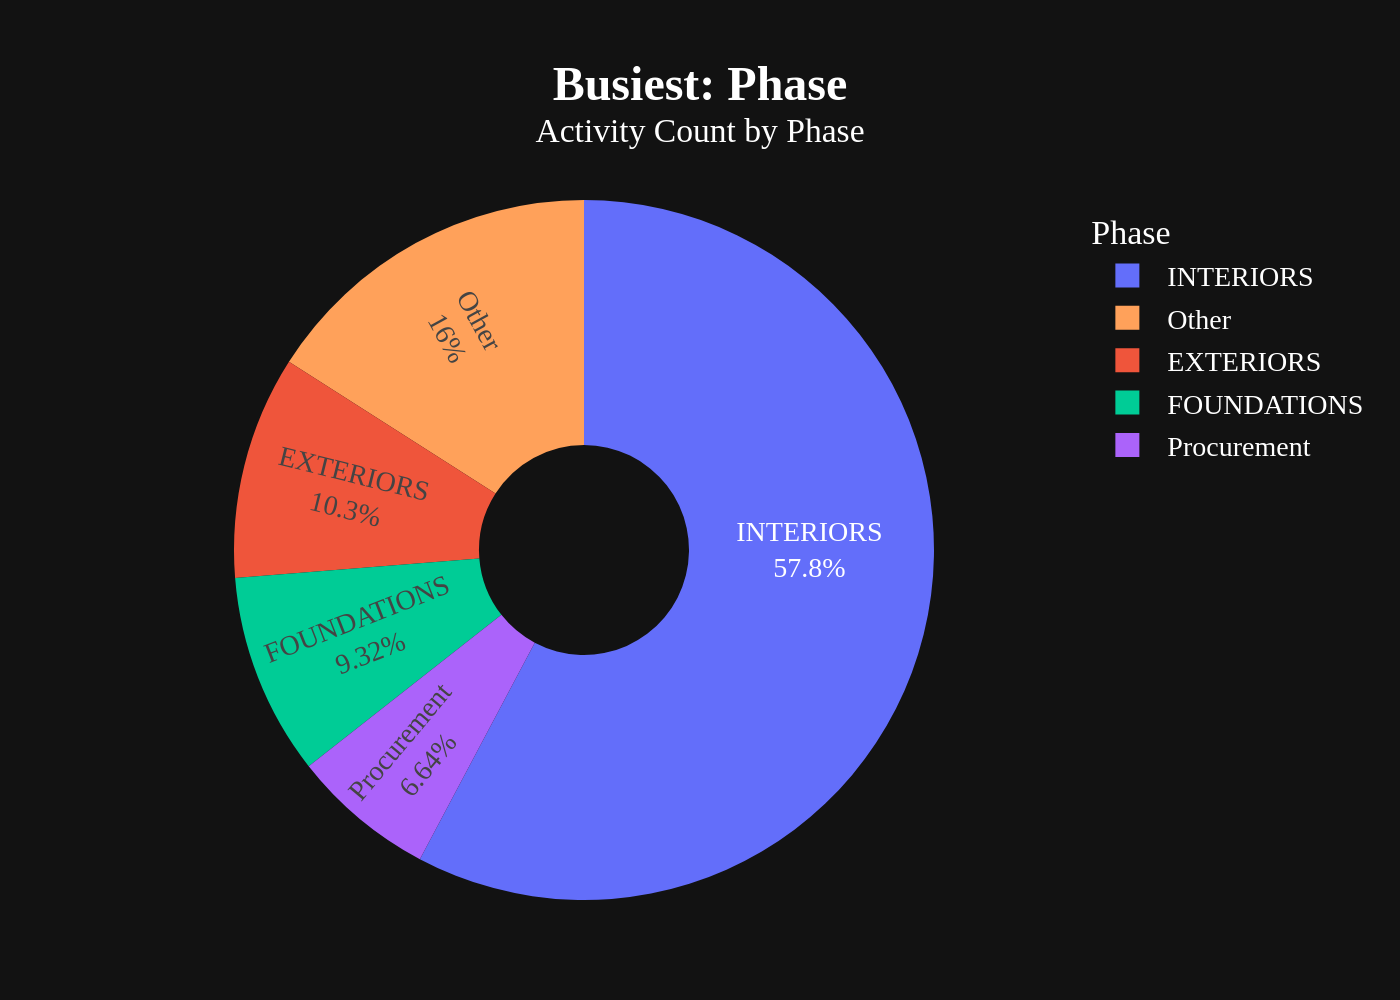 Busiest: Phase
Activity Count by Phase
INTERIORS
57.8%
Other
16%
EXTERIORS
10.3%
FOUNDATIONS
9.32%
Procurement
6.64%
Phase
INTERIORS
Other
EXTERIORS
FOUNDATIONS
Procurement